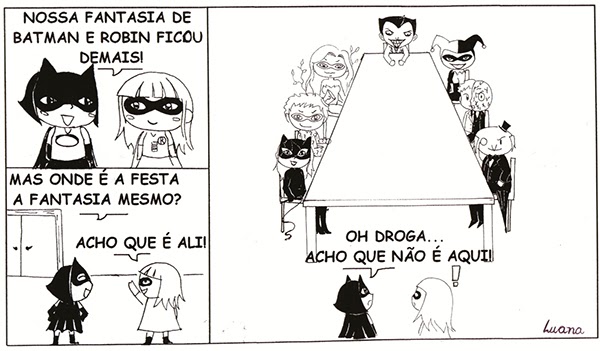 NOSSA FANTASIA DE
BATMAN E ROBIN FICOU
DEMAIS!
R
MAS ONDE É A FESTA
A FANTASIA MESMO?
ACHO QUE É ALI!
OH DROGA...
ACHO QUE NÃO É AQUI!
!
Luana